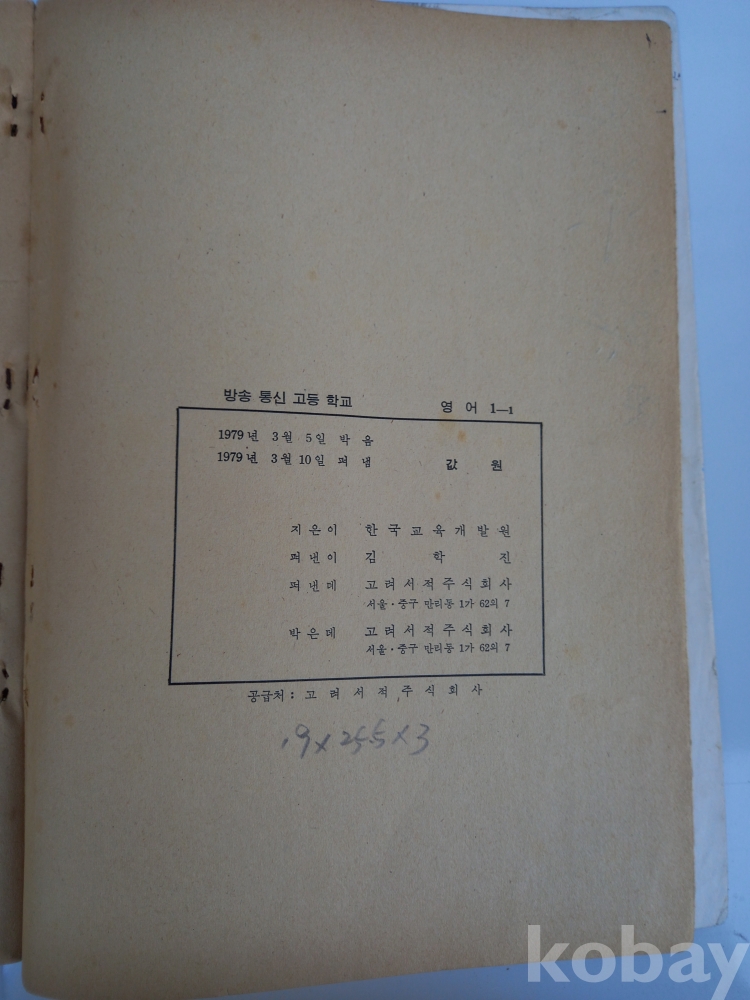 방송 통신 고등 학교 영 어 1—1
1979년 3월 5일 박 음
1979년 3월 10일 펴 냄 값 원
지은이 한국교육개발원
펴낸이 김 학 진
펴낸데 고려서적주식회사
서울·중구 만리동 1가 62의 7
박은데 고려서적주식회사
서울·중구 만리동 1가 62의 7
공급처 : 고 려 서 적 주 식 회 사
19×255×3
kobay